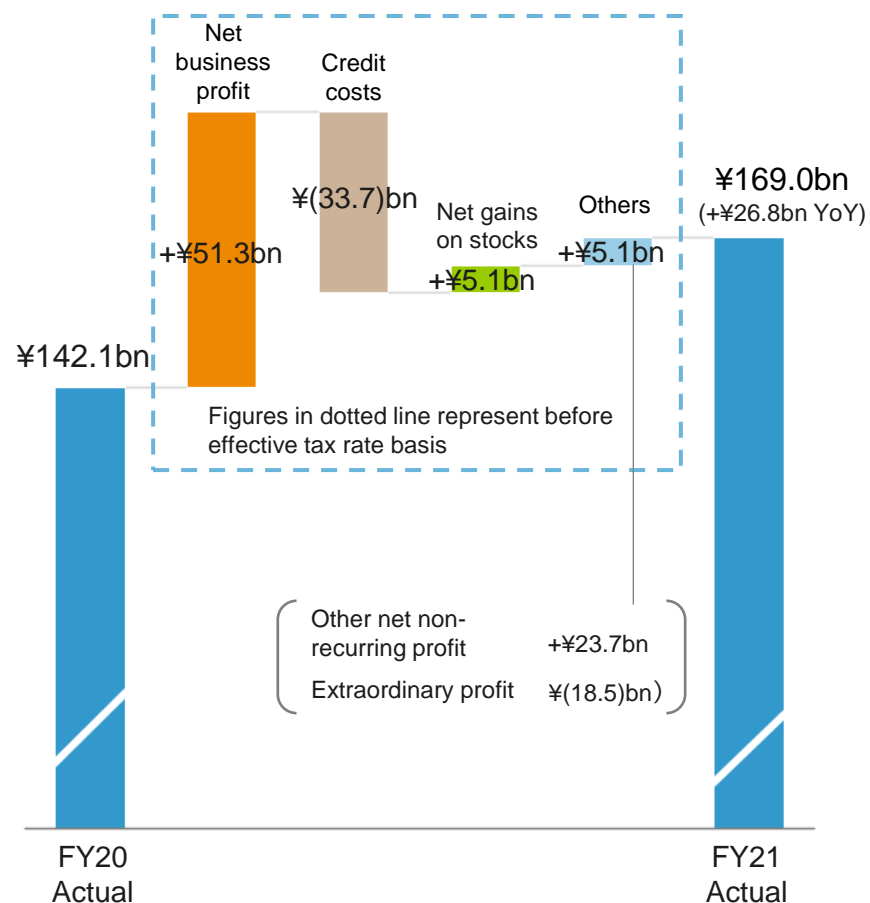 Net
business
profit
Credit
costs
¥(33.7)bn
+¥51.3bn
Net gains
on stocks
+¥5.1bn
Others
+¥5.1bn
¥169.0bn
(+¥26.8bn YoY)
¥142.1bn
Figures in dotted line represent before
effective tax rate basis
Other net non-
recurring profit +¥23.7bn
Extraordinary profit ¥(18.5)bn）
FY20
Actual
FY21
Actual